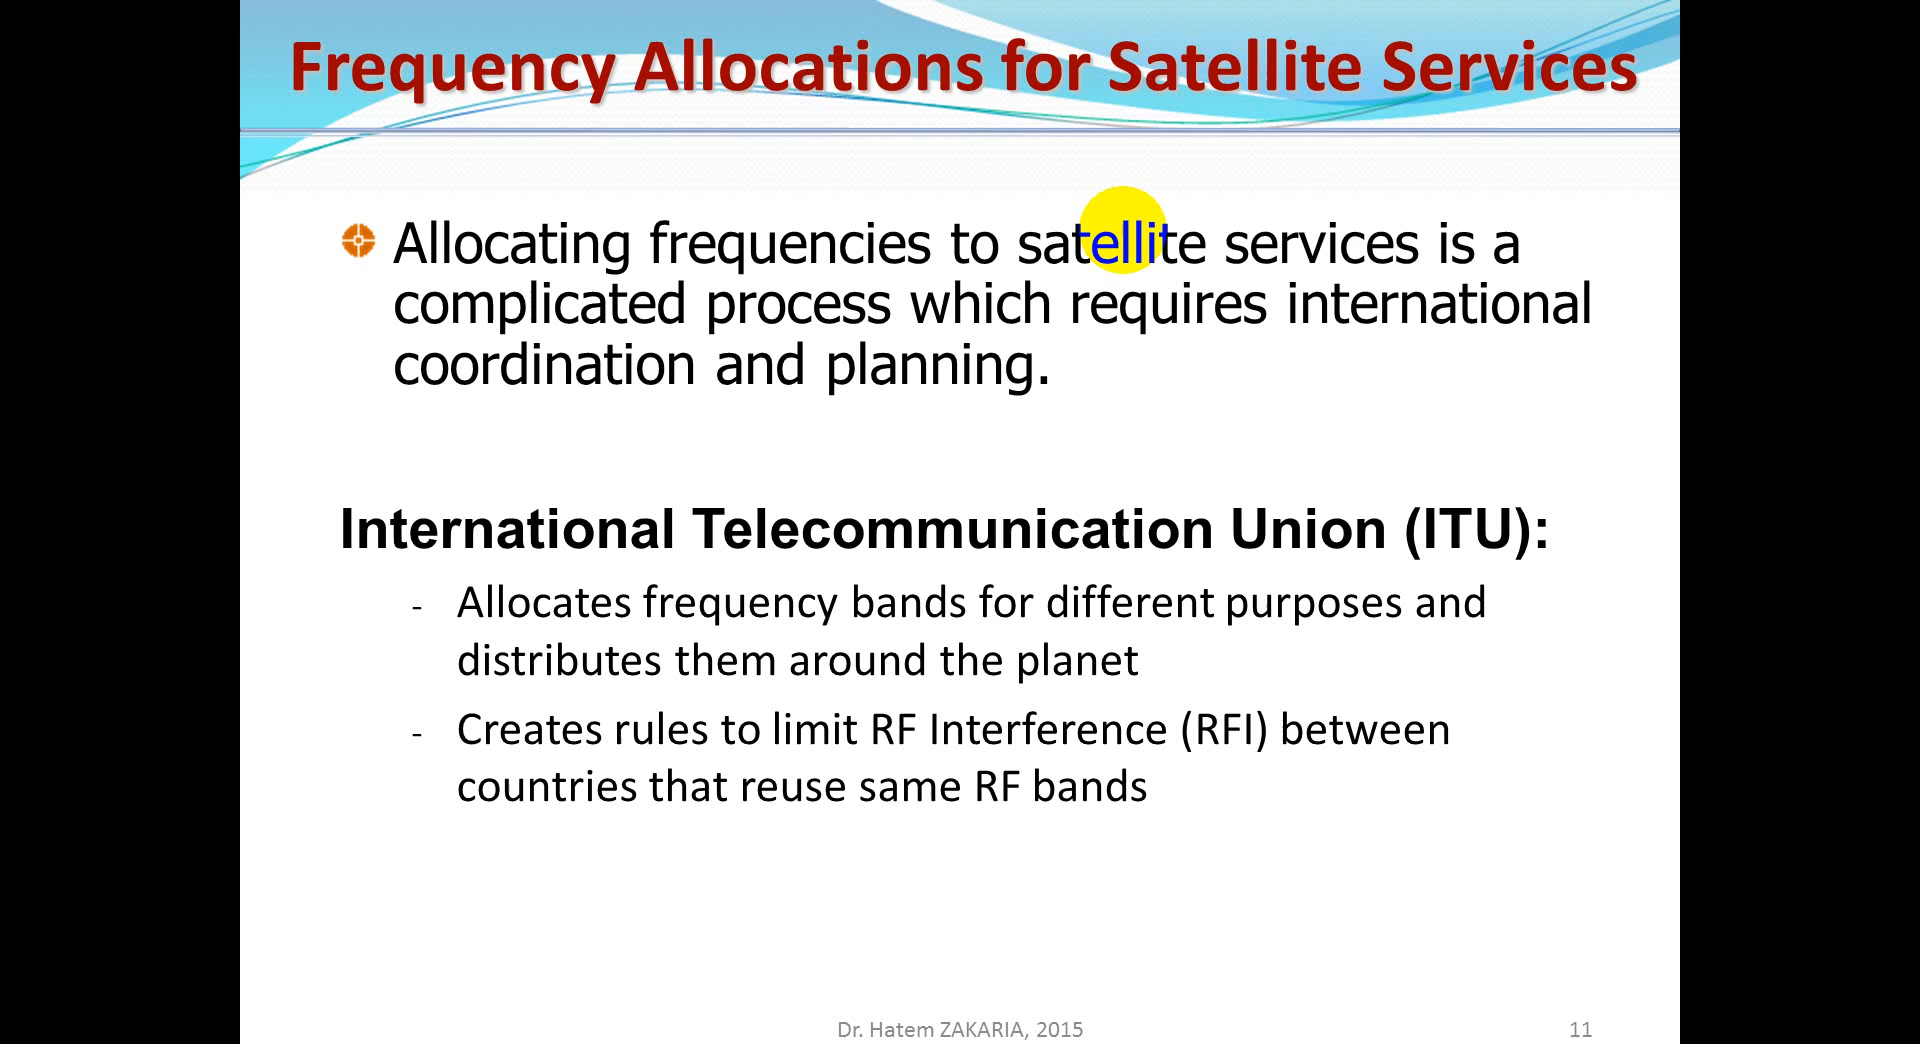 Frequency Allocations for Satellite Services
Allocating frequencies to satellite services is a
complicated process which requires international
coordination and planning.
International Telecommunication Union (ITU):
- Allocates frequency bands for different purposes and
distributes them around the planet
- Creates rules to limit RF Interference (RFI) between
countries that reuse same RF bands
Dr. Hatem ZAKARIA, 2015
11